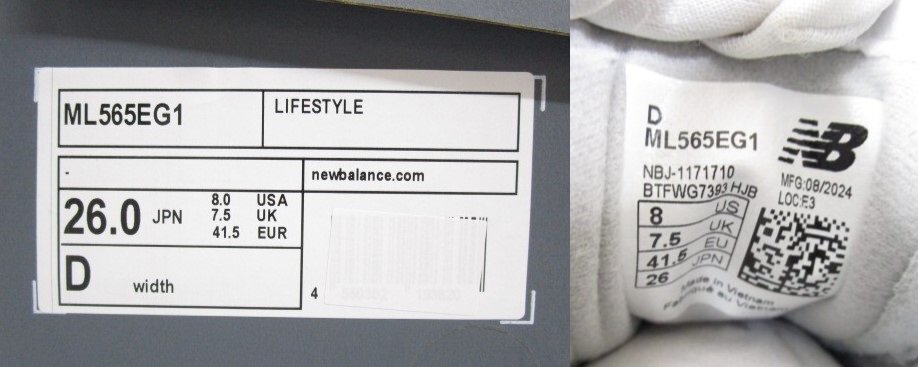 ML565EG1
LIFESTYLE
-
newbalance.com
26.0 JPN
8.0 USA
7.5 UK
41.5 EUR
D width
4
D
ML565EG1
NB
NBJ-1171710
BTFWG7393 HJB
MFG:08/2024
LOC:E3
8 US
7.5 UK
41.5 EU
26 JPN
Made in Vietnam
Fabriqué au Vietnam